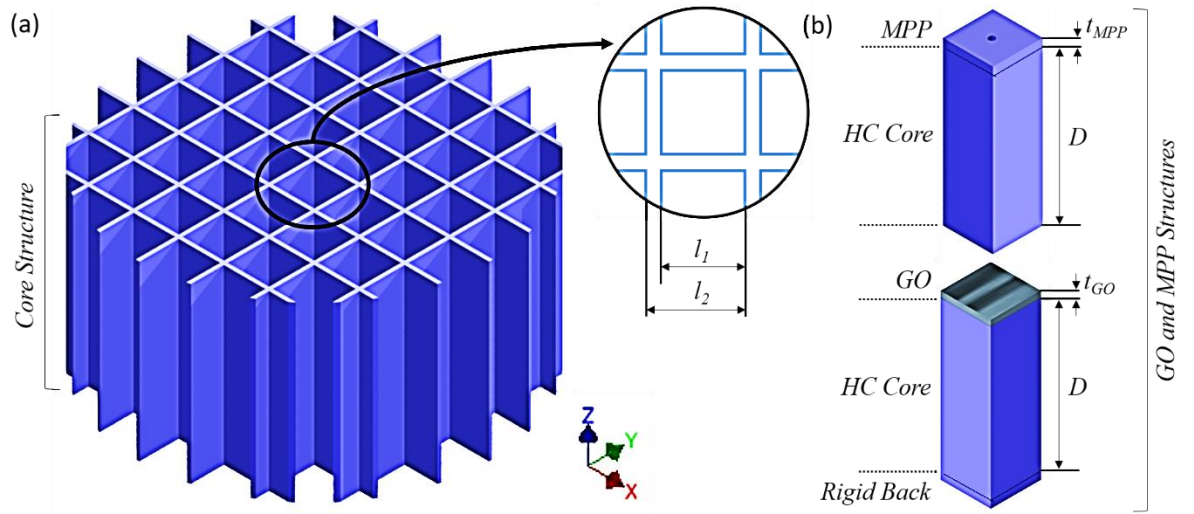 (a)
Core Structure
l1
l2
Z
Y
X
(b)
MPP
tMPP
HC Core
D
GO
tGO
HC Core
D
Rigid Back
GO and MPP Structures